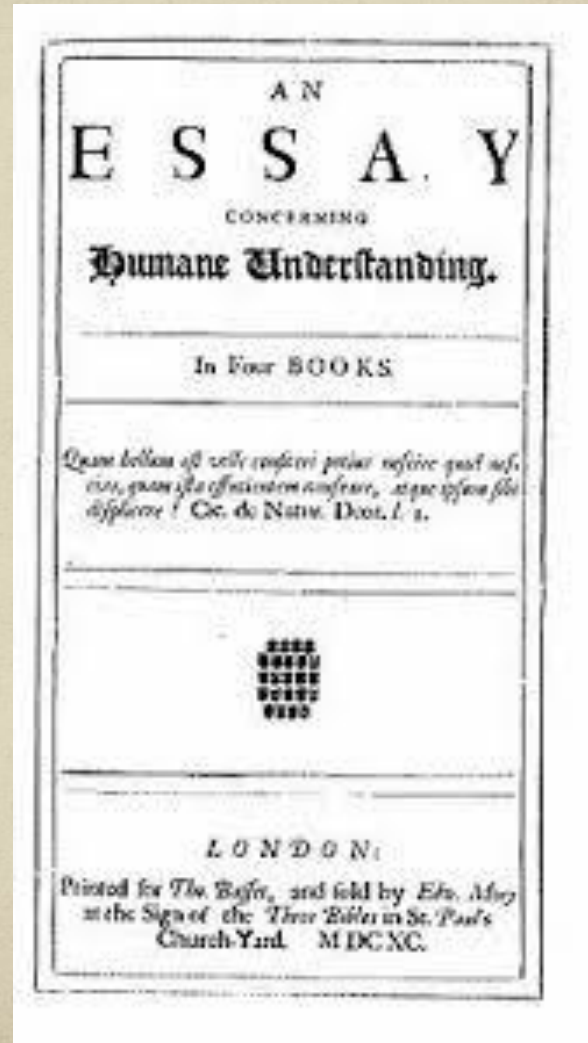 AN
ESSAY
CONCERNING
Humane Understanding.
In Four BOOKS.
Quam bellum est velle confiteri potius nescire quod nes-
cias, quam ista effutientem nauseare, atque ipsum sibi
displicere! Cic. de Natur. Deor. l. 1.
LONDON:
Printed for Tho. Basset, and sold by Edw. Mory
at the Sign of the Three Bibles in St. Paul's
Church-Yard. MDCXC.